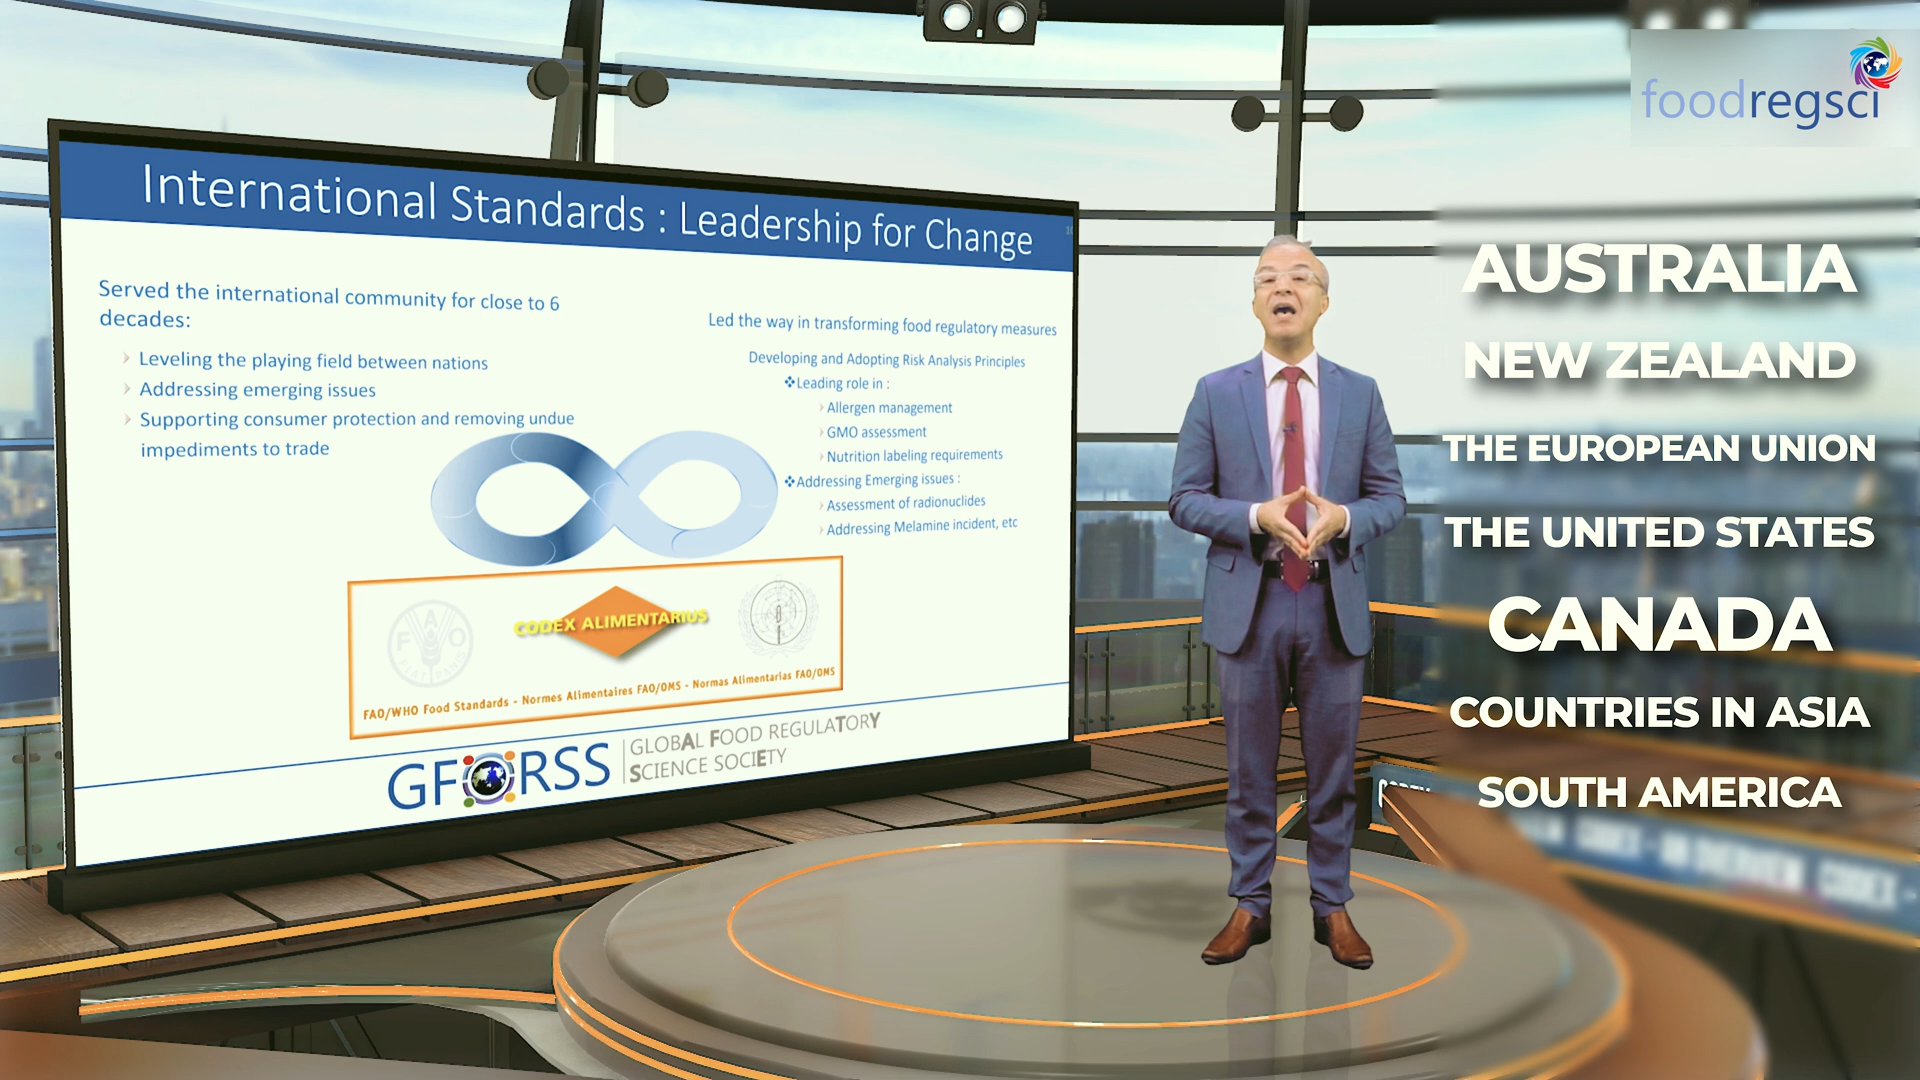 foodregsci
International Standards : Leadership for Change
Served the international community for close to 6
decades:
Leveling the playing field between nations
Addressing emerging issues
Supporting consumer protection and removing undue
impediments to trade
Led the way in transforming food regulatory measures
Developing and Adopting Risk Analysis Principles
Leading role in :
Allergen management
GMO assessment
Nutrition labeling requirements
Addressing Emerging issues :
Assessment of radionuclides
Addressing Melamine incident, etc
FAO
FIAT PANIS
CODEX ALIMENTARIUS
FAO/WHO Food Standards - Normes Alimentaires FAO/OMS - Normas Alimentarias FAO/OMS
GFORSS
GLOBAL FOOD REGULATORY
SCIENCE SOCIETY
AUSTRALIA
NEW ZEALAND
THE EUROPEAN UNION
THE UNITED STATES
CANADA
COUNTRIES IN ASIA
SOUTH AMERICA
CODEX -